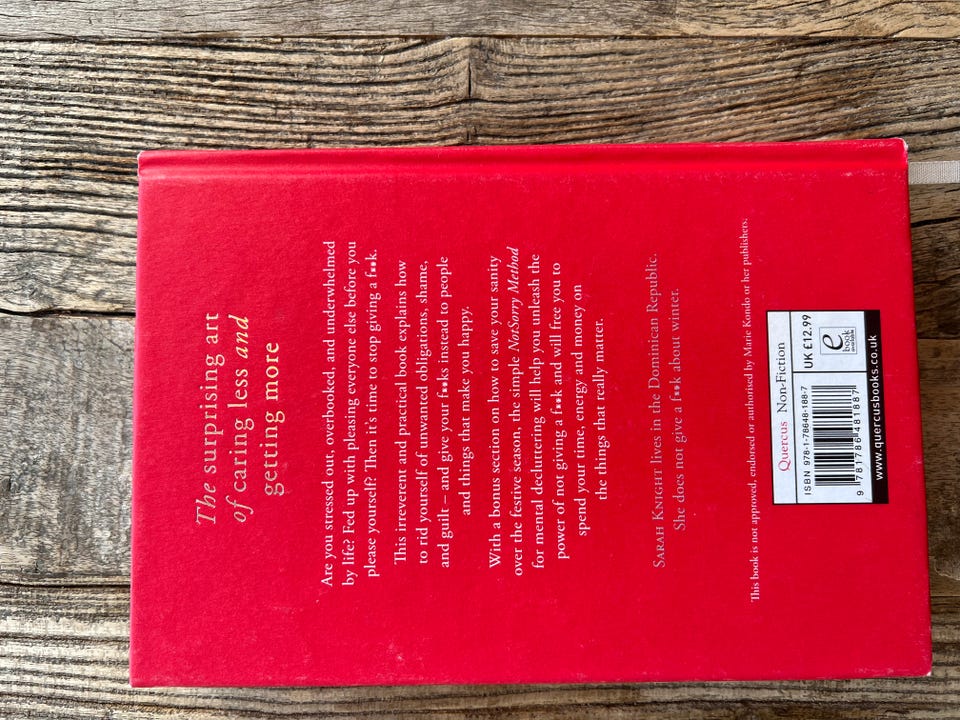 The surprising art
of caring less and
getting more
Are you stressed out, overbooked, and underwhelmed
by life? Fed up with pleasing everyone else before you
please yourself? Then it's time to stop giving a f**k.
This irreverent and practical book explains how
to rid yourself of unwanted obligations, shame,
and guilt – and give your f**ks instead to people
and things that make you happy.
With a bonus section on how to save your sanity
over the festive season, the simple NotSorry Method
for mental decluttering will help you unleash the
power of not giving a f**k and will free you to
spend your time, energy and money on
the things that really matter.
SARAH KNIGHT lives in the Dominican Republic.
She does not give a f**k about winter.
This book is not approved, endorsed or authorised by Marie Kondo or her publishers.
Quercus Non-Fiction
ISBN 978-1-78648-188-7
UK £12.99
9 781786 481887
e
book
available
www.quercusbooks.co.uk